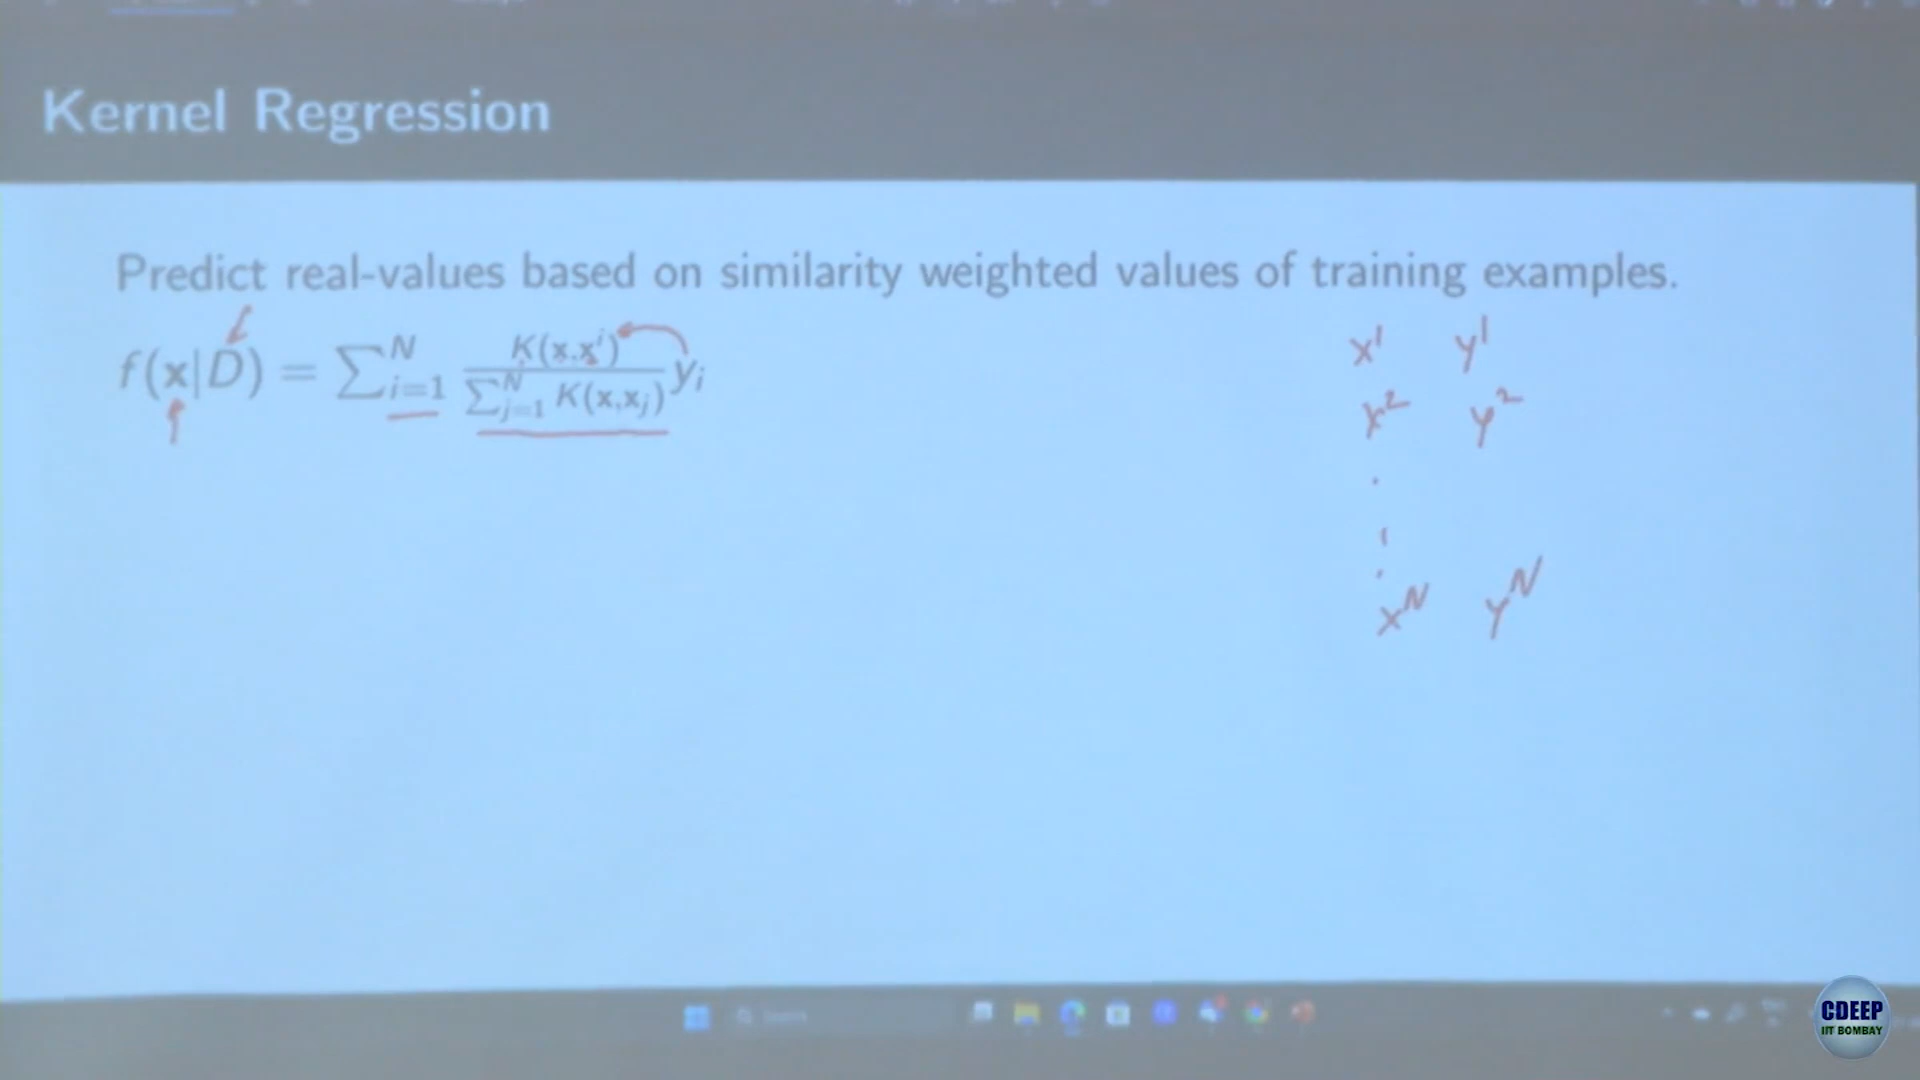 Kernel Regression
Predict real-values based on similarity weighted values of training examples.
f(x|D) = ∑ᴺᵢ₌₁ K(x,xⁱ) / ∑ᴺⱼ₌₁ K(x,xⱼ) yᵢ
x¹ y¹
x² y²
xᴺ yᴺ
Search
CDEEP
IIT BOMBAY